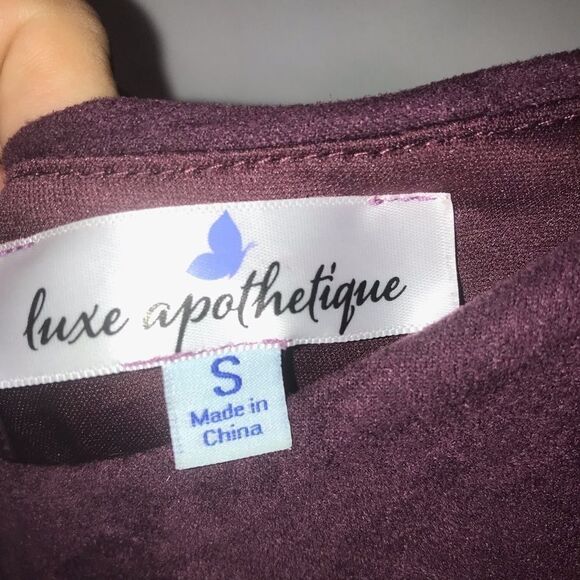 luxe apothetique
S
Made in
China